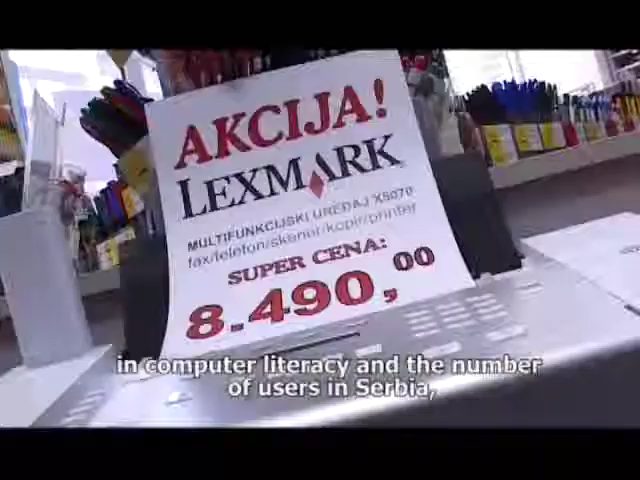 AKCIJA!
LEXMARK
MULTIFUNKCIJSKI UREĐAJ X5070
fax/telefon/skener/kopir/printer
SUPER CENA:
8.490,00
in computer literacy and the number
of users in Serbia,